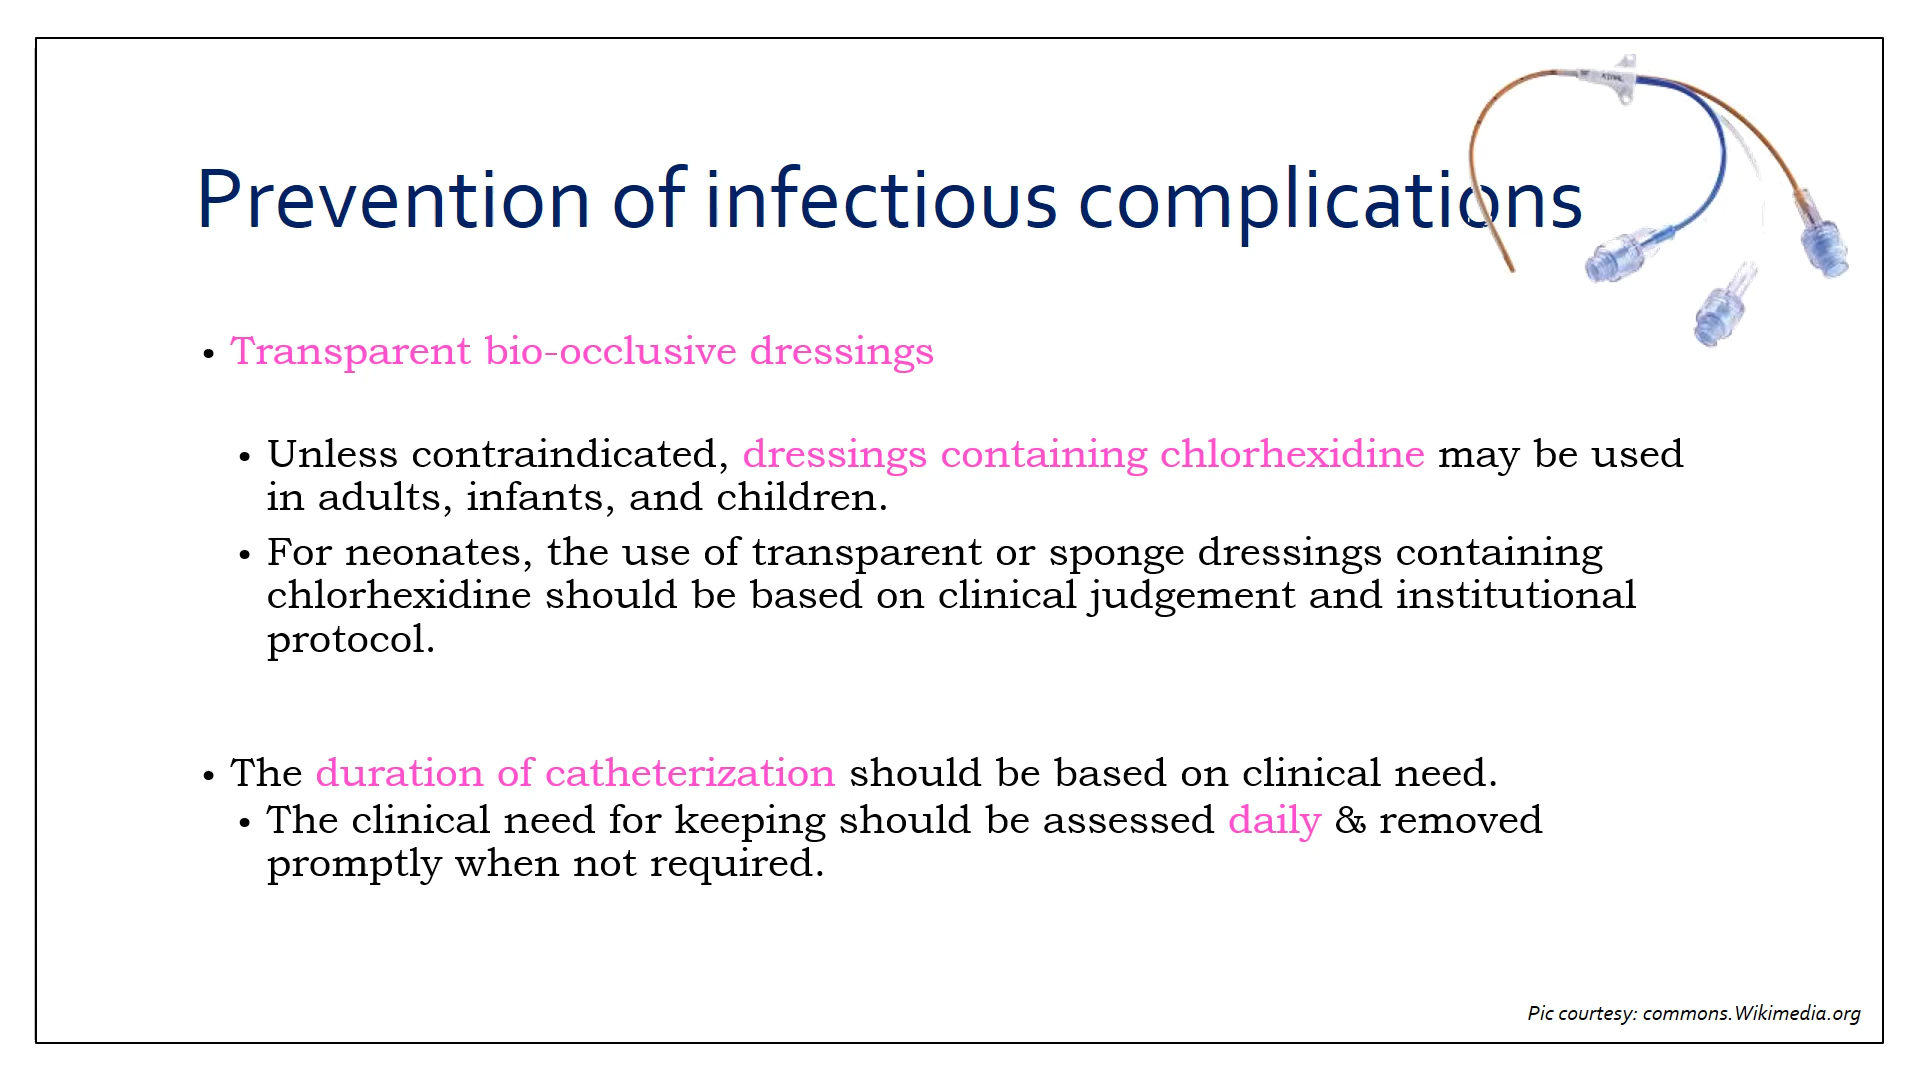 Prevention of infectious complications
• Transparent bio-occlusive dressings
• Unless contraindicated, dressings containing chlorhexidine may be used
in adults, infants, and children.
• For neonates, the use of transparent or sponge dressings containing
chlorhexidine should be based on clinical judgement and institutional
protocol.
• The duration of catheterization should be based on clinical need.
• The clinical need for keeping should be assessed daily & removed
promptly when not required.
Pic courtesy: commons.Wikimedia.org